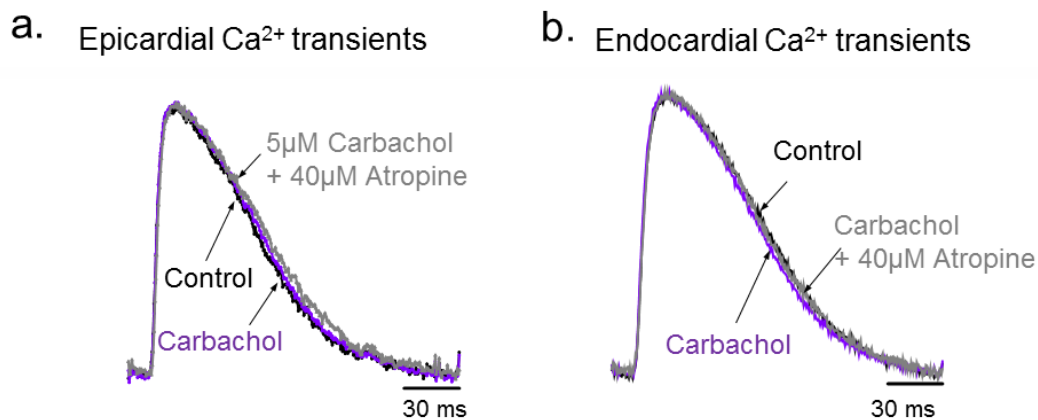 a.
Epicardial Ca²⁺ transients
5µM Carbachol
+ 40µM Atropine
Control
Carbachol
30 ms
b.
Endocardial Ca²⁺ transients
Control
Carbachol
+ 40µM Atropine
Carbachol
30 ms